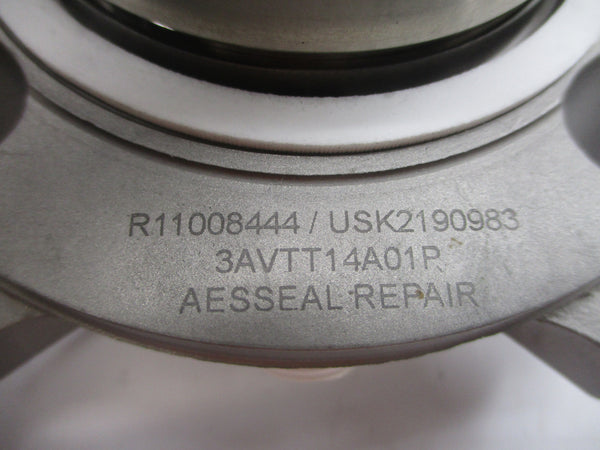 R11008444 / USK2190983
3AVTT14A01P
AESSEAL REPAIR